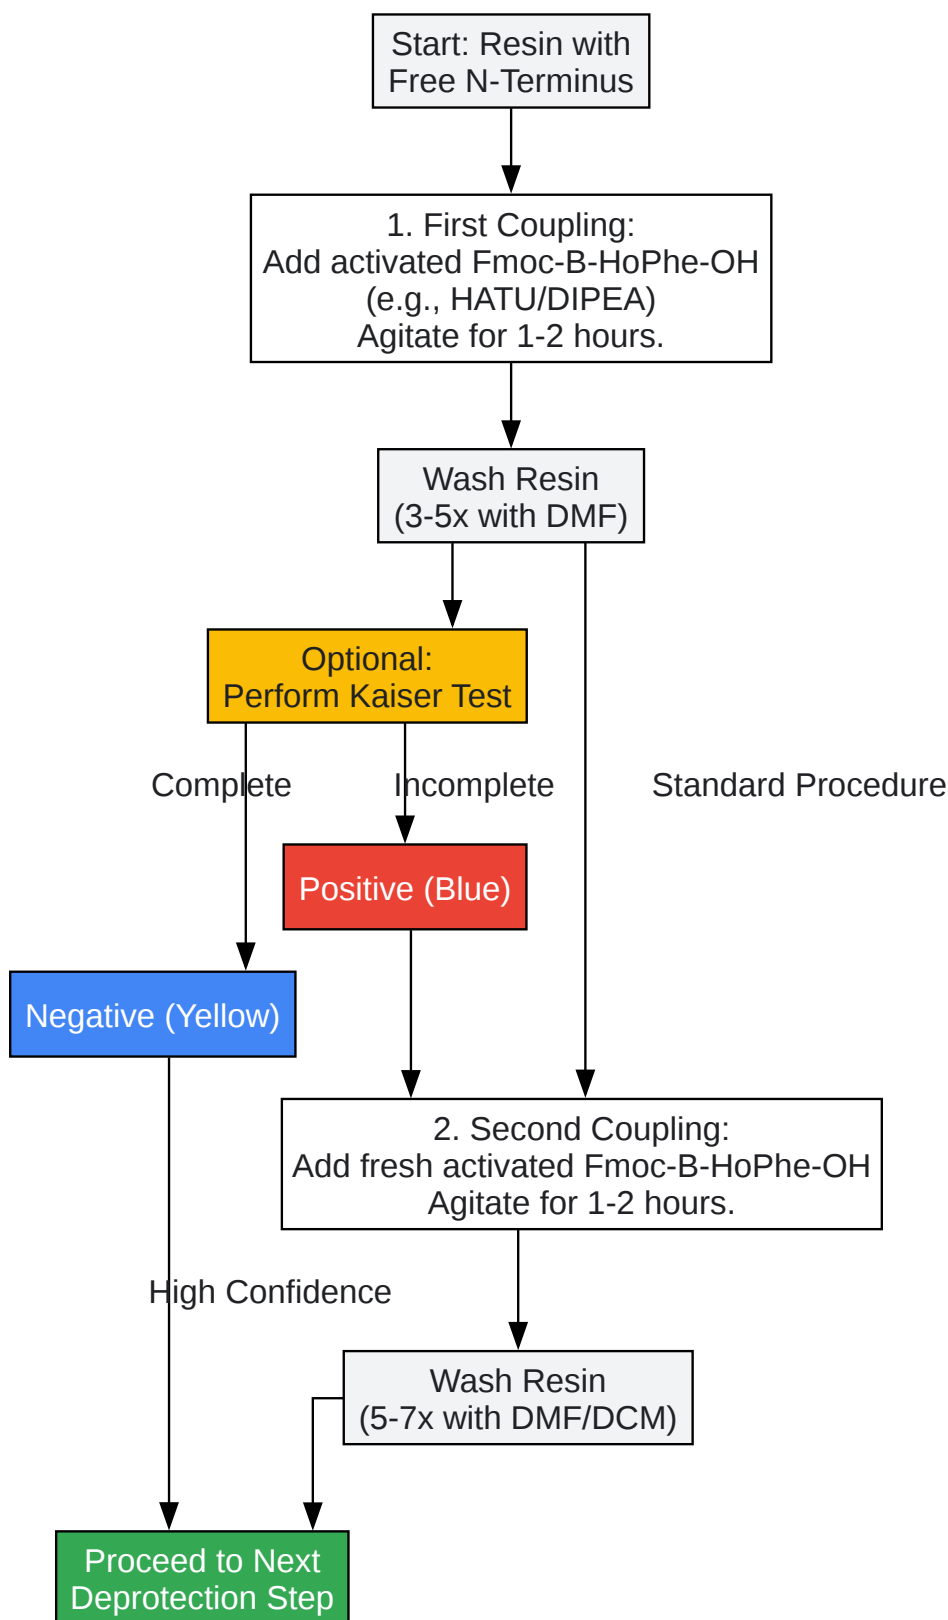 Start: Resin with
Free N-Terminus
1. First Coupling:
Add activated Fmoc-B-HoPhe-OH
(e.g., HATU/DIPEA)
Agitate for 1-2 hours.
Wash Resin
(3-5x with DMF)
Optional:
Perform Kaiser Test
Complete
Incomplete
Standard Procedure
Positive (Blue)
Negative (Yellow)
2. Second Coupling:
Add fresh activated Fmoc-B-HoPhe-OH
Agitate for 1-2 hours.
High Confidence
Wash Resin
(5-7x with DMF/DCM)
Proceed to Next
Deprotection Step